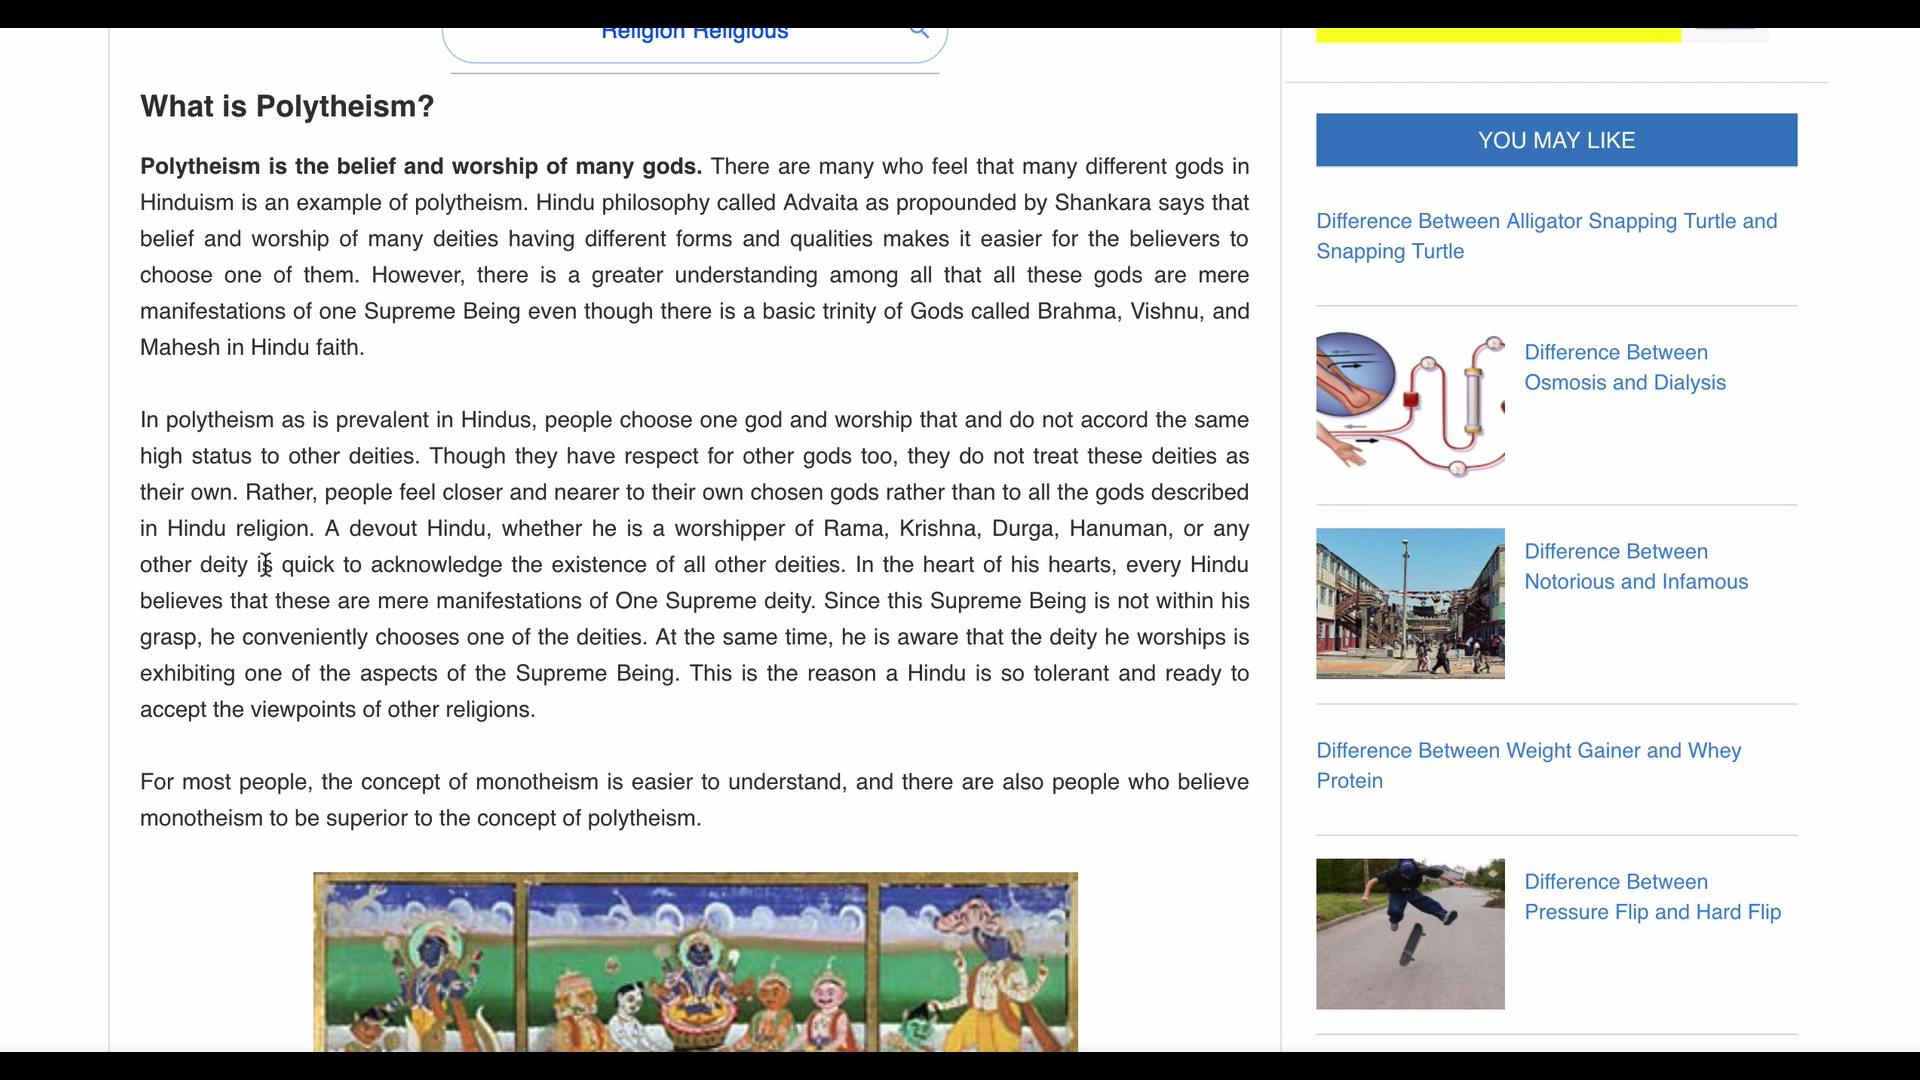 Religion Religious
What is Polytheism?
Polytheism is the belief and worship of many gods. There are many who feel that many different gods in
Hinduism is an example of polytheism. Hindu philosophy called Advaita as propounded by Shankara says that
belief and worship of many deities having different forms and qualities makes it easier for the believers to
choose one of them. However, there is a greater understanding among all that all these gods are mere
manifestations of one Supreme Being even though there is a basic trinity of Gods called Brahma, Vishnu, and
Mahesh in Hindu faith.
In polytheism as is prevalent in Hindus, people choose one god and worship that and do not accord the same
high status to other deities. Though they have respect for other gods too, they do not treat these deities as
their own. Rather, people feel closer and nearer to their own chosen gods rather than to all the gods described
in Hindu religion. A devout Hindu, whether he is a worshipper of Rama, Krishna, Durga, Hanuman, or any
other deity is quick to acknowledge the existence of all other deities. In the heart of his hearts, every Hindu
believes that these are mere manifestations of One Supreme deity. Since this Supreme Being is not within his
grasp, he conveniently chooses one of the deities. At the same time, he is aware that the deity he worships is
exhibiting one of the aspects of the Supreme Being. This is the reason a Hindu is so tolerant and ready to
accept the viewpoints of other religions.
For most people, the concept of monotheism is easier to understand, and there are also people who believe
monotheism to be superior to the concept of polytheism.
YOU MAY LIKE
Difference Between Alligator Snapping Turtle and
Snapping Turtle
Difference Between
Osmosis and Dialysis
Difference Between
Notorious and Infamous
Difference Between Weight Gainer and Whey
Protein
Difference Between
Pressure Flip and Hard Flip